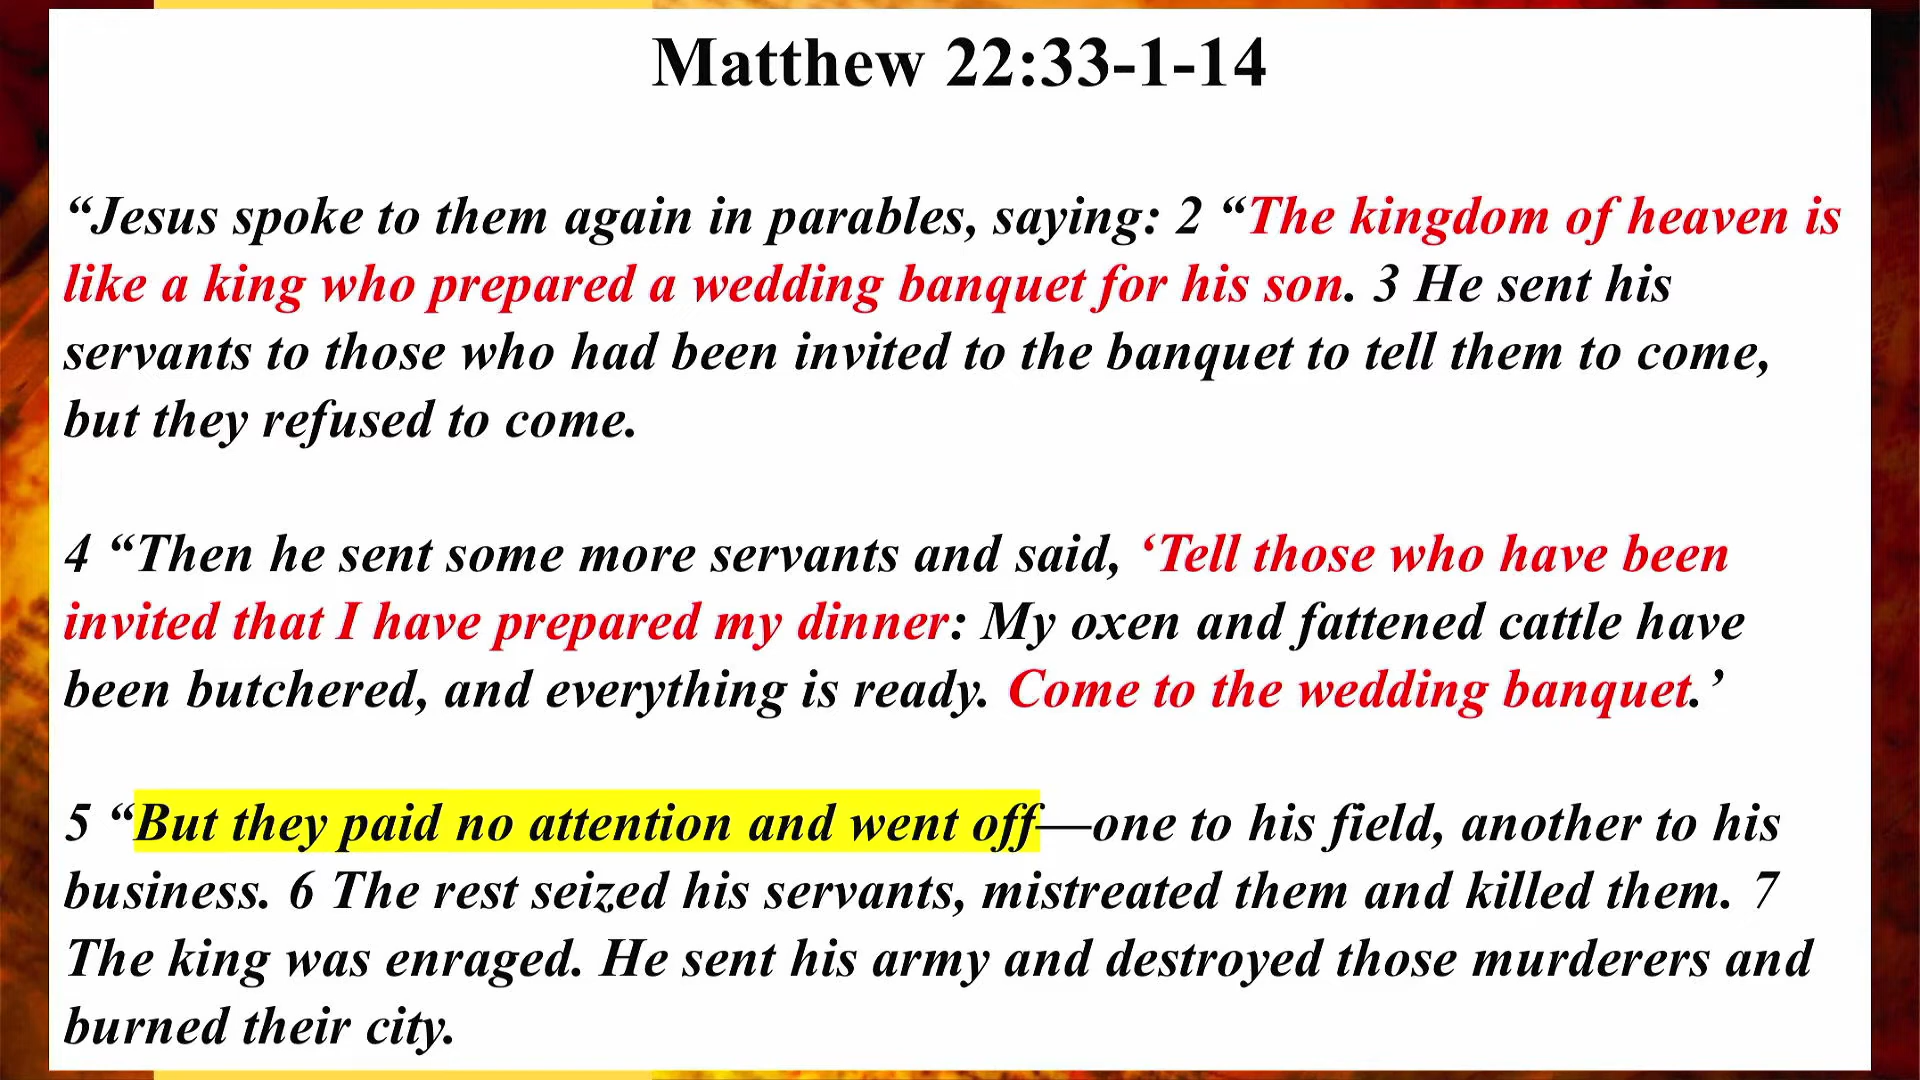 Matthew 22:33-1-14
“Jesus spoke to them again in parables, saying: 2 “The kingdom of heaven is
like a king who prepared a wedding banquet for his son. 3 He sent his
servants to those who had been invited to the banquet to tell them to come,
but they refused to come.
4 “Then he sent some more servants and said, ‘Tell those who have been
invited that I have prepared my dinner: My oxen and fattened cattle have
been butchered, and everything is ready. Come to the wedding banquet.’
5 “But they paid no attention and went off—one to his field, another to his
business. 6 The rest seized his servants, mistreated them and killed them. 7
The king was enraged. He sent his army and destroyed those murderers and
burned their city.